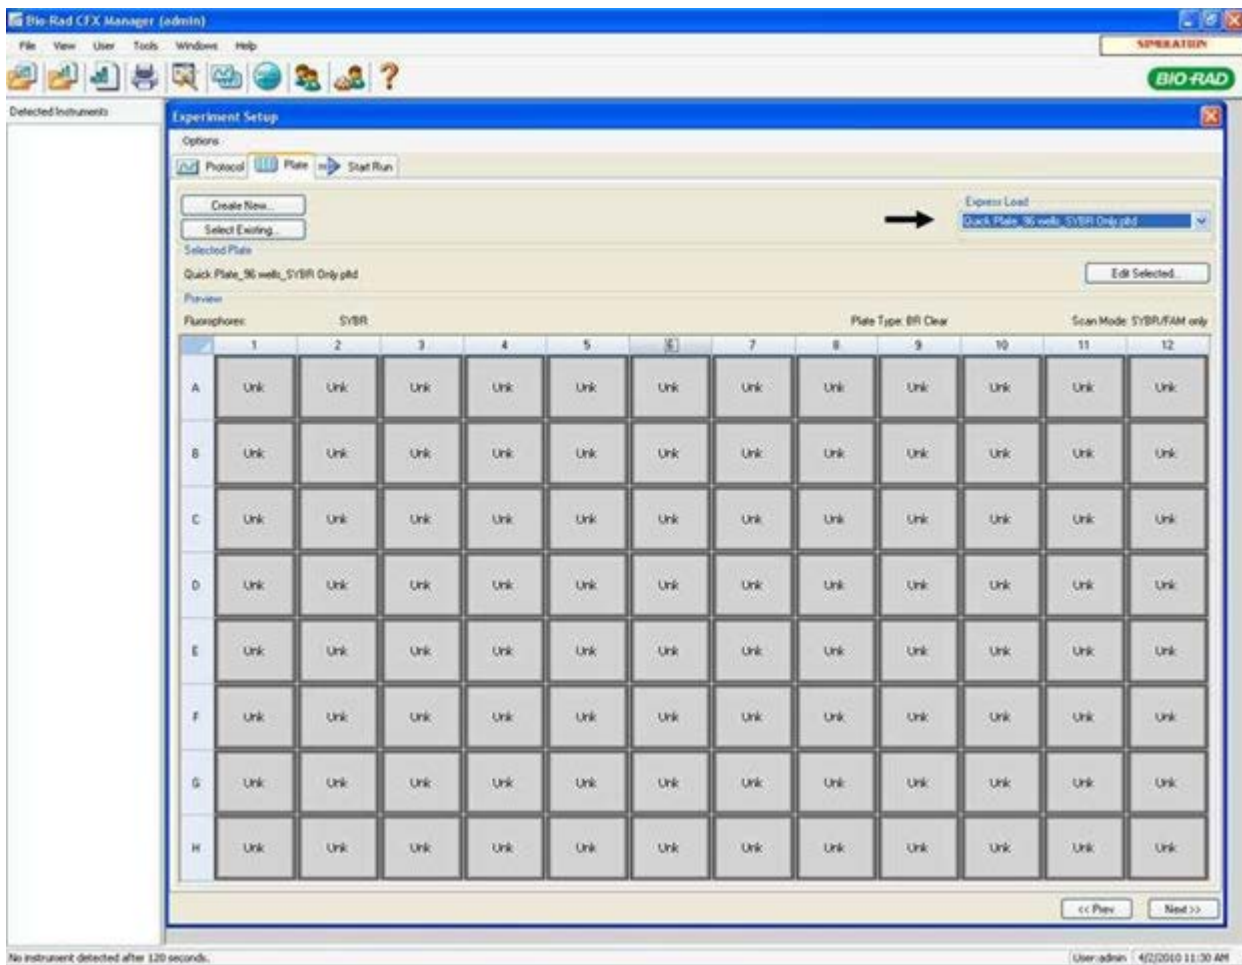 Bio-Rad CFX Manager (admin)
File View User Tools Windows Help
SIMULATION
BIO-RAD
Detected Instruments
Experiment Setup
Options
Protocol Plate Start Run
Create New...
Select Existing...
Express Load
Quick Plate_96 wells_SYBR Only.pltd
Selected Plate
Quick Plate_96 wells_SYBR Only.pltd
Edit Selected...
Preview
Fluorophores: SYBR Plate Type: BR Clear Scan Mode: SYBR/FAM only
1 2 3 4 5 6 7 8 9 10 11 12
A Unk Unk Unk Unk Unk Unk Unk Unk Unk Unk Unk Unk
B Unk Unk Unk Unk Unk Unk Unk Unk Unk Unk Unk Unk
C Unk Unk Unk Unk Unk Unk Unk Unk Unk Unk Unk Unk
D Unk Unk Unk Unk Unk Unk Unk Unk Unk Unk Unk Unk
E Unk Unk Unk Unk Unk Unk Unk Unk Unk Unk Unk Unk
F Unk Unk Unk Unk Unk Unk Unk Unk Unk Unk Unk Unk
G Unk Unk Unk Unk Unk Unk Unk Unk Unk Unk Unk Unk
H Unk Unk Unk Unk Unk Unk Unk Unk Unk Unk Unk Unk
<< Prev Next >>
No instrument detected after 120 seconds. User: admin 4/2/2010 11:30 AM